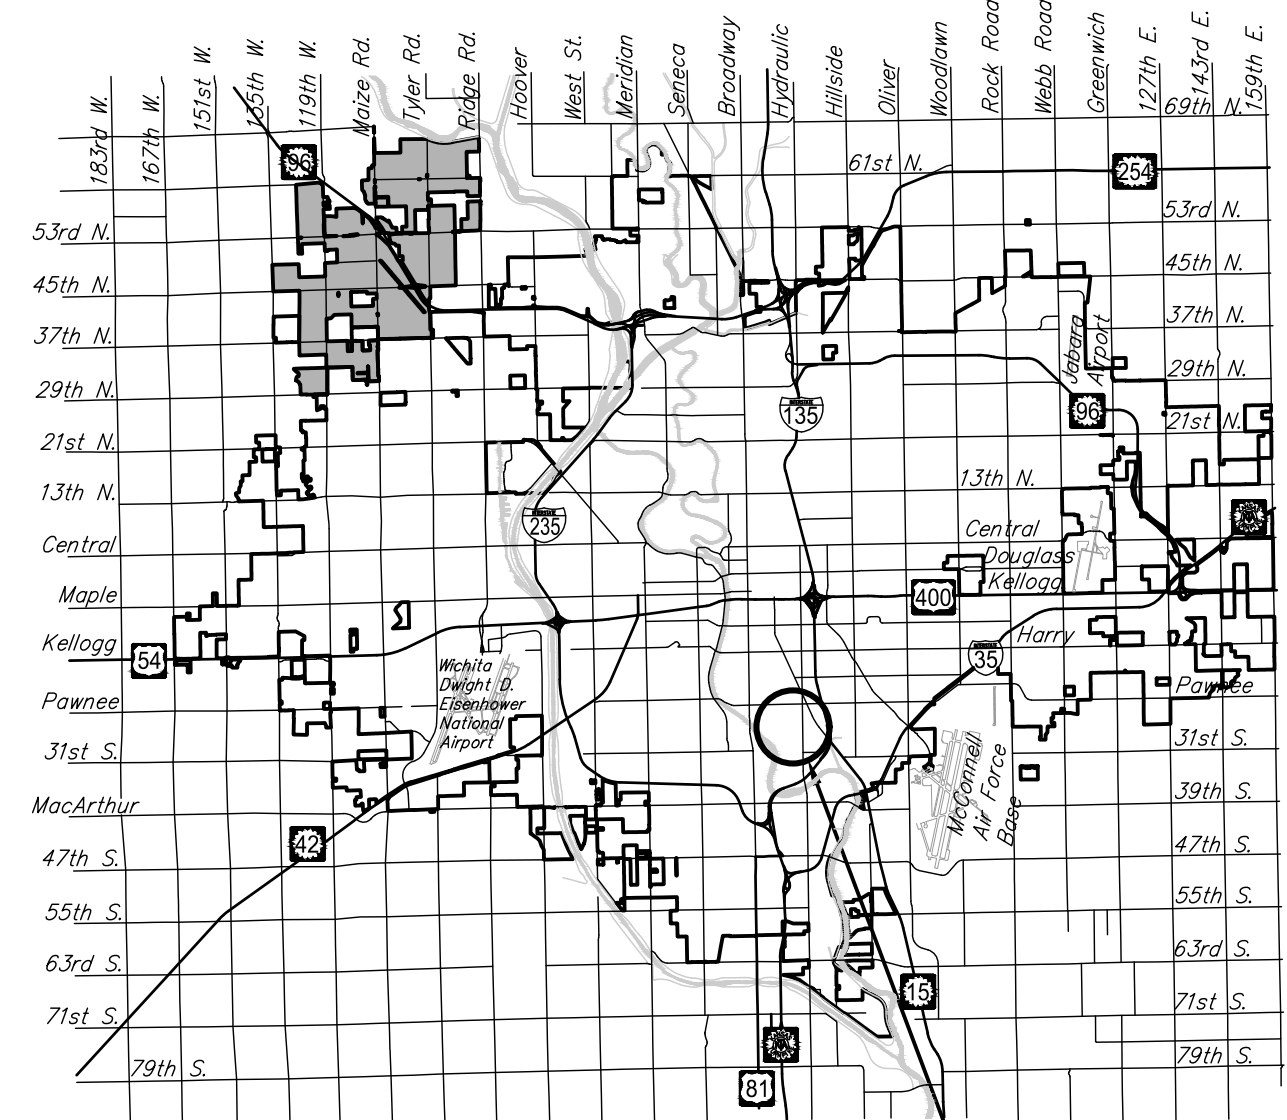 183rd W.
167th W.
151st W.
135th W.
119th W.
Maize Rd.
Tyler Rd.
Ridge Rd.
Hoover
West St.
Meridian
Seneca
Broadway
Hydraulic
Hillside
Oliver
Woodlawn
Rock Road
Webb Road
Greenwich
127th E.
143rd E.
159th E.
69th N.
96
61st N.
254
53rd N.
53rd N.
45th N.
45th N.
37th N.
37th N.
Jabara
Airport
29th N.
29th N.
INTERSTATE
135
96
21st N.
21st N.
13th N.
13th N.
INTERSTATE
235
Central
Central
Douglass
Kellogg
Maple
400
Kellogg
54
Harry
INTERSTATE
35
Wichita
Dwight D.
Eisenhower
National
Airport
Pawnee
Pawnee
31st S.
31st S.
McConnell
Air Force
Base
MacArthur
39th S.
42
47th S.
47th S.
55th S.
55th S.
63rd S.
63rd S.
15
71st S.
71st S.
79th S.
79th S.
81